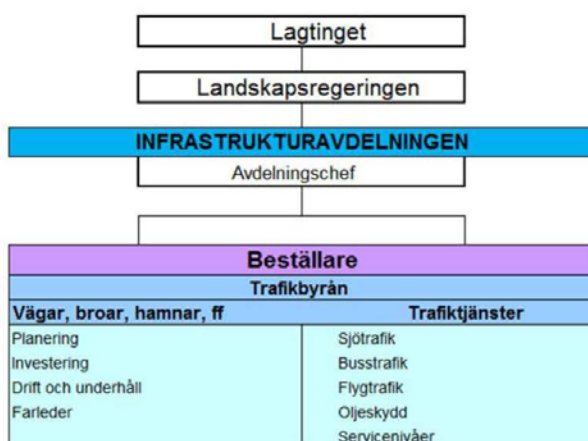 Lagtinget
Landskapsregeringen
INFRASTRUKTURAVDELNINGEN
Avdelningschef
Beställare
Trafikbyrån
Vägar, broar, hamnar, ff
Planering
Investering
Drift och underhåll
Farleder
Trafiktjänster
Sjötrafik
Busstrafik
Flygtrafik
Oljeskydd
Servicenivåer